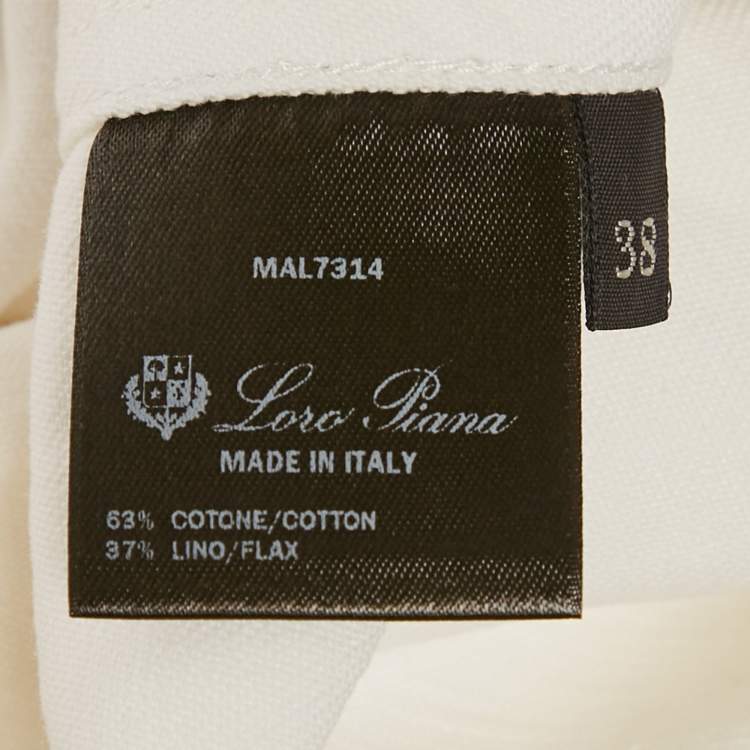 MAL7314
38
Loro Piana
MADE IN ITALY
63% COTONE/COTTON
37% LINO/FLAX